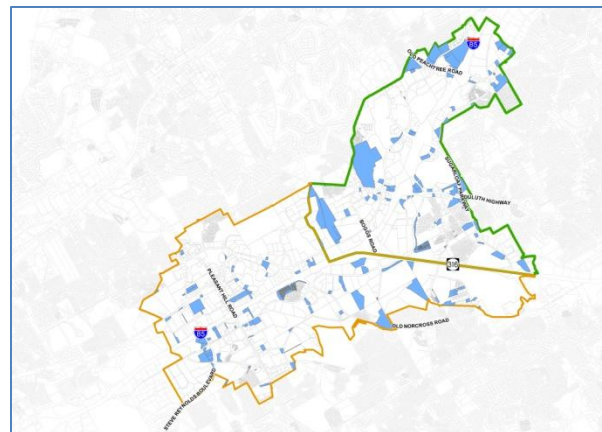 85
OLD PEACHTREE ROAD
SUGARLOAF PARKWAY
DULUTH HIGHWAY
BOGGS ROAD
316
PLEASANT HILL ROAD
OLD NORCROSS ROAD
85
STEVE REYNOLDS BOULEVARD